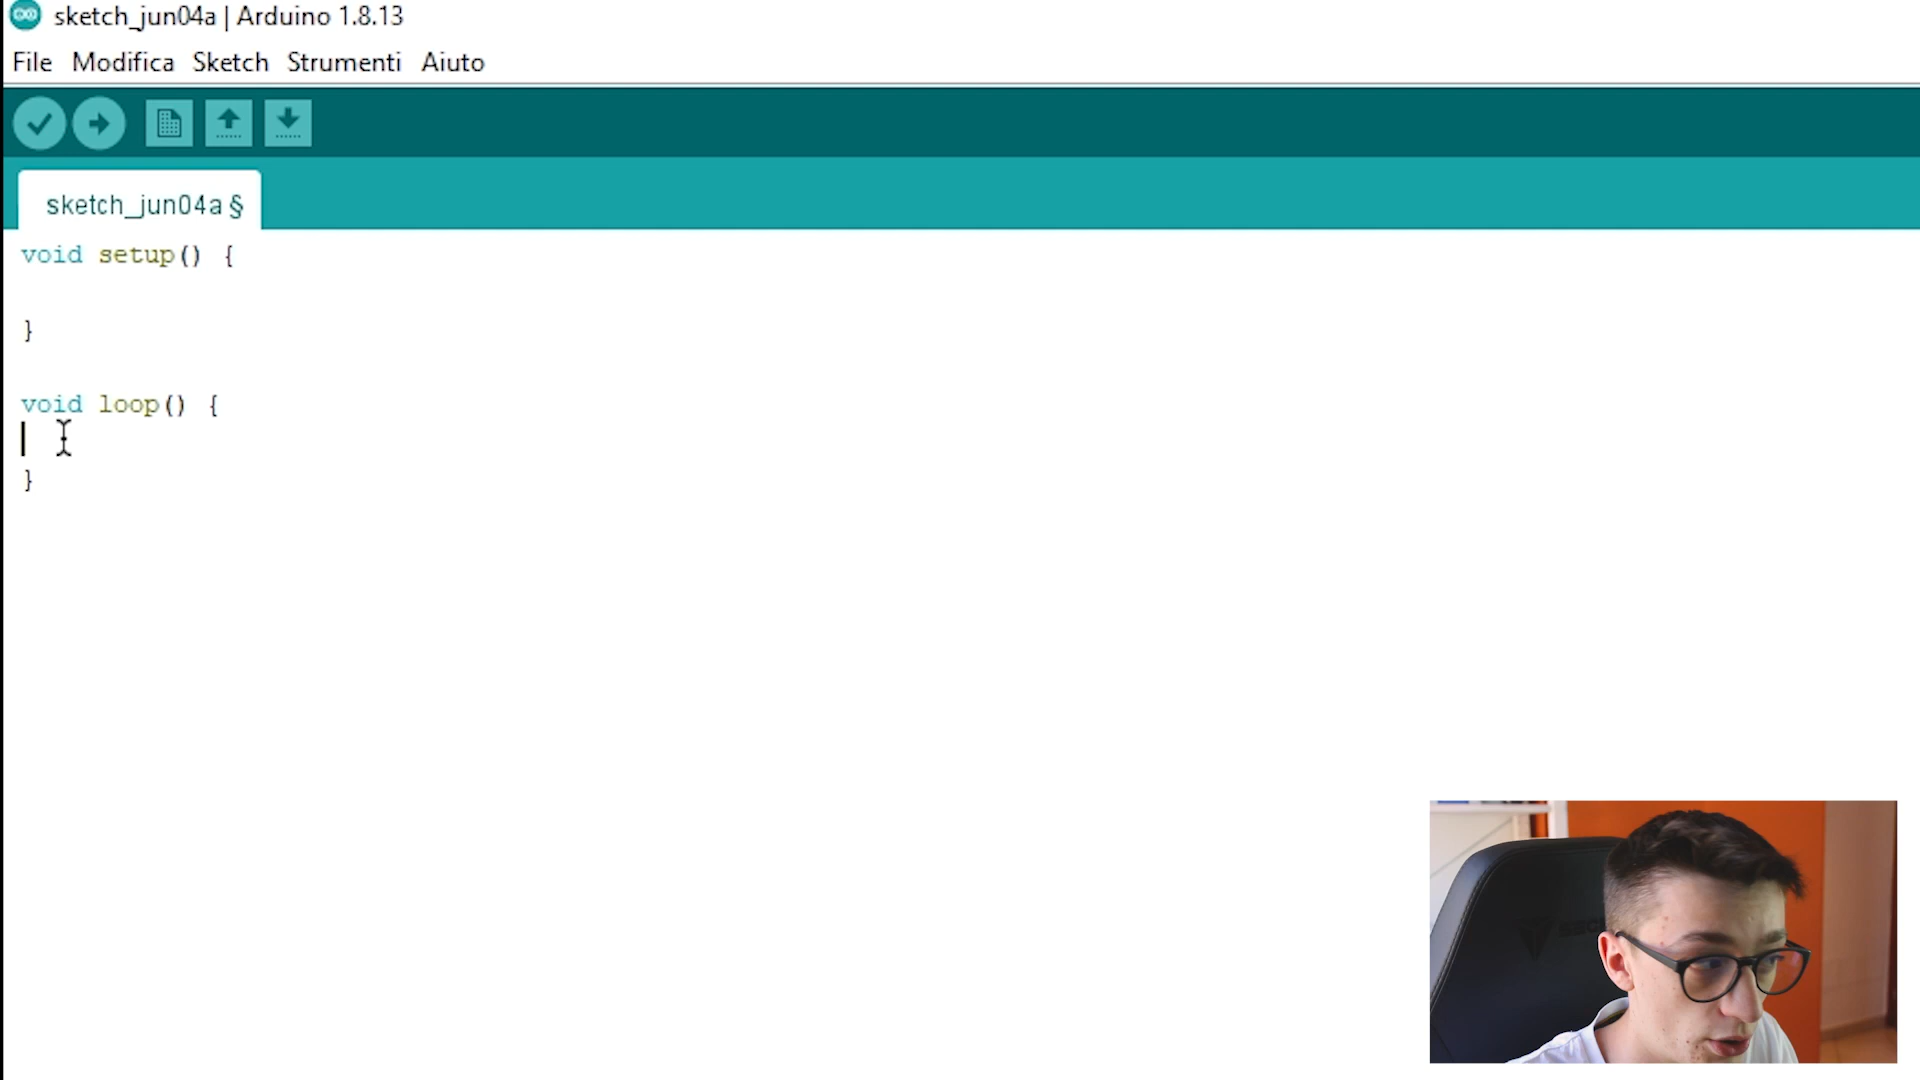 sketch_jun04a | Arduino 1.8.13
File Modifica Sketch Strumenti Aiuto
sketch_jun04a §
void setup() {
}
void loop() {
}